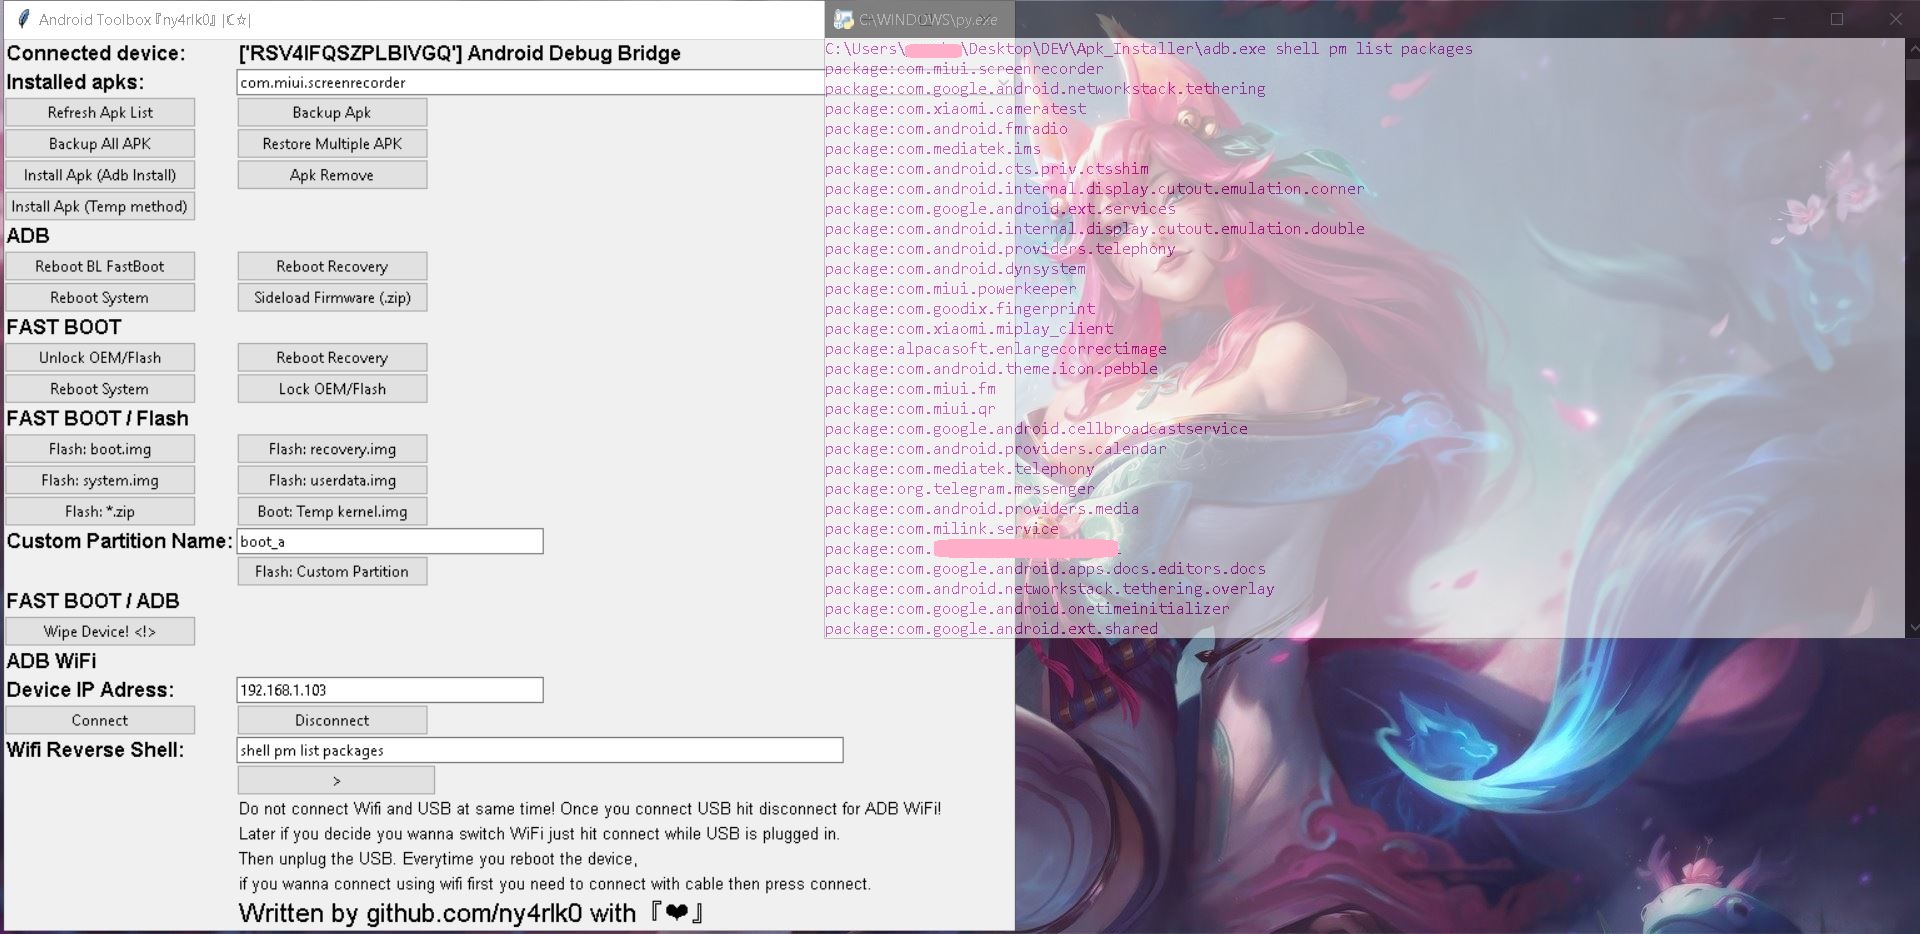 Android Toolbox『ny4rlk0』|☾☆|
Connected device: ['RSV4IFQSZPLBIVGQ'] Android Debug Bridge
Installed apks: com.miui.screenrecorder
Refresh Apk List Backup Apk
Backup All APK Restore Multiple APK
Install Apk (Adb Install) Apk Remove
Install Apk (Temp method)
ADB
Reboot BL FastBoot Reboot Recovery
Reboot System Sideload Firmware (.zip)
FAST BOOT
Unlock OEM/Flash Reboot Recovery
Reboot System Lock OEM/Flash
FAST BOOT / Flash
Flash: boot.img Flash: recovery.img
Flash: system.img Flash: userdata.img
Flash: *.zip Boot: Temp kernel.img
Custom Partition Name: boot_a
Flash: Custom Partition
FAST BOOT / ADB
Wipe Device! <!>
ADB WiFi
Device IP Adress: 192.168.1.103
Connect Disconnect
Wifi Reverse Shell: shell pm list packages
>
Do not connect Wifi and USB at same time! Once you connect USB hit disconnect for ADB WiFi!
Later if you decide you wanna switch WiFi just hit connect while USB is plugged in.
Then unplug the USB. Everytime you reboot the device,
if you wanna connect using wifi first you need to connect with cable then press connect.
Written by github.com/ny4rlk0 with『❤』
C:\WINDOWS\py.exe
C:\Users\ \Desktop\DEV\Apk_Installer\adb.exe shell pm list packages
package:com.miui.screenrecorder
package:com.google.android.networkstack.tethering
package:com.xiaomi.cameratest
package:com.android.fmradio
package:com.mediatek.ims
package:com.android.cts.priv.ctsshim
package:com.android.internal.display.cutout.emulation.corner
package:com.google.android.ext.services
package:com.android.internal.display.cutout.emulation.double
package:com.android.providers.telephony
package:com.android.dynsystem
package:com.miui.powerkeeper
package:com.goodix.fingerprint
package:com.xiaomi.miplay_client
package:alpacasoft.enlargecorrectimage
package:com.android.theme.icon.pebble
package:com.miui.fm
package:com.miui.qr
package:com.google.android.cellbroadcastservice
package:com.android.providers.calendar
package:com.mediatek.telephony
package:org.telegram.messenger
package:com.android.providers.media
package:com.milink.service
package:com.
package:com.google.android.apps.docs.editors.docs
package:com.android.networkstack.tethering.overlay
package:com.google.android.onetimeinitializer
package:com.google.android.ext.shared